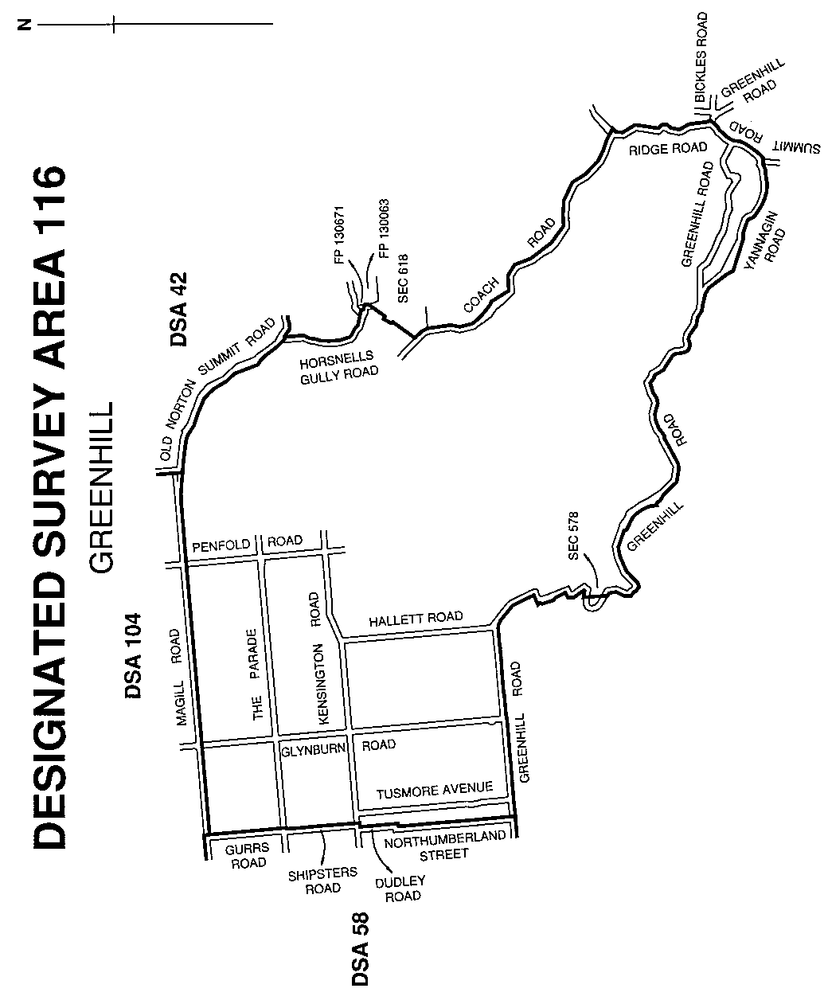 DESIGNATED SURVEY AREA 116
GREENHILL
N
DSA 42
DSA 104
DSA 58
OLD NORTON SUMMIT ROAD
HORSNELLS
GULLY ROAD
FP 130671
FP 130063
SEC 618
COACH ROAD
RIDGE ROAD
BICKLES ROAD
GREENHILL
ROAD
SUMMIT ROAD
GREENHILL ROAD
YANNAGIN
ROAD
GREENHILL ROAD
SEC 578
PENFOLD ROAD
MAGILL ROAD
THE PARADE
KENSINGTON ROAD
HALLETT ROAD
GLYNBURN ROAD
GREENHILL ROAD
TUSMORE AVENUE
GURRS
ROAD
SHIPSTERS
ROAD
DUDLEY
ROAD
NORTHUMBERLAND
STREET